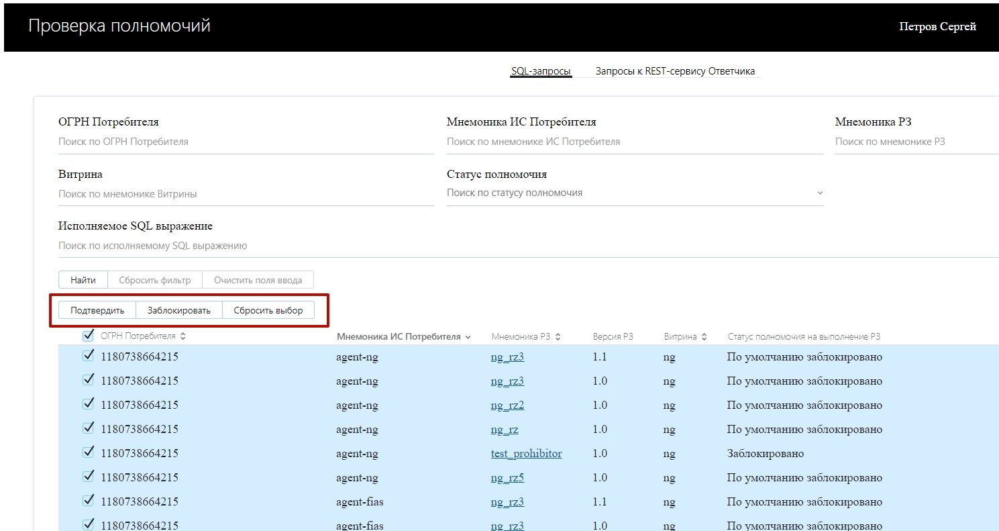 Проверка полномочий
Петров Сергей
SQL-запросы Запросы к REST-сервису Ответчика
ОГРН Потребителя Мнемоника ИС Потребителя Мнемоника РЗ
Поиск по ОГРН Потребителя Поиск по мнемонике ИС Потребителя Поиск по мнемонике РЗ
Витрина Статус полномочия
Поиск по мнемонике Витрины Поиск по статусу полномочия
Исполняемое SQL выражение
Поиск по исполняемому SQL выражению
Найти Сбросить фильтр Очистить поля ввода
Подтвердить Заблокировать Сбросить выбор
ОГРН Потребителя Мнемоника ИС Потребителя Мнемоника РЗ Версия РЗ Витрина Статус полномочия на выполнение РЗ
1180738664215 agent-ng ng_rz3 1.1 ng По умолчанию заблокировано
1180738664215 agent-ng ng_rz3 1.0 ng По умолчанию заблокировано
1180738664215 agent-ng ng_rz2 1.0 ng По умолчанию заблокировано
1180738664215 agent-ng ng_rz 1.0 ng По умолчанию заблокировано
1180738664215 agent-ng test_prohibitor 1.0 ng Заблокировано
1180738664215 agent-ng ng_rz5 1.0 ng По умолчанию заблокировано
1180738664215 agent-fias ng_rz3 1.1 ng По умолчанию заблокировано
1180738664215 agent-fias ng_rz3 1.0 ng По умолчанию заблокировано